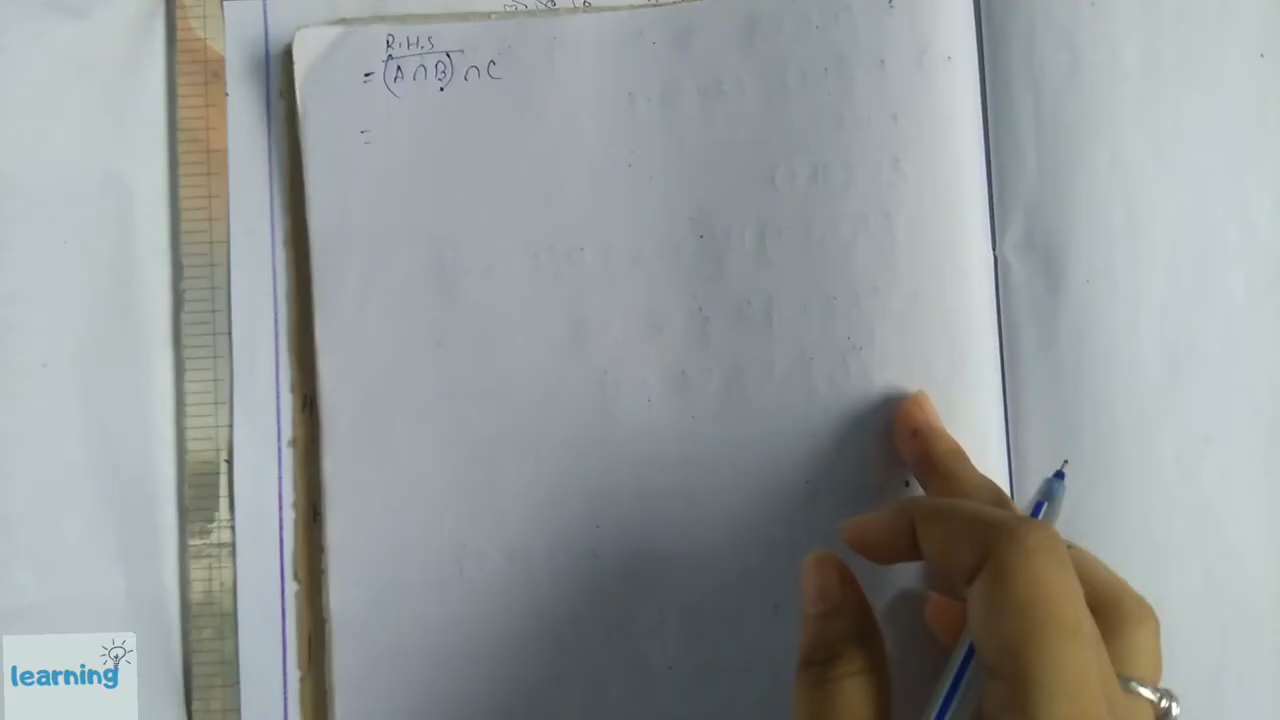 R.H.S
= (A ∩ B) ∩ C
=
learning